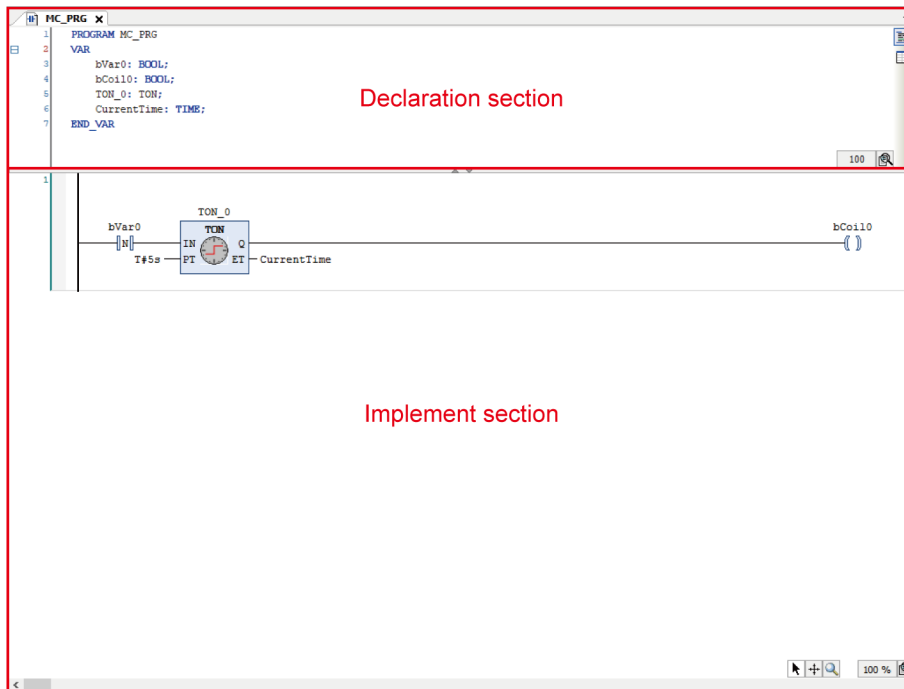 MC_PRG X
1 PROGRAM MC_PRG
2 VAR
3 bVar0: BOOL;
4 bCoil0: BOOL;
5 TON_0: TON;
6 CurrentTime: TIME;
7 END_VAR
Declaration section
100
1
TON_0
bVar0 TON bCoil0
N IN Q ( )
T#5s PT ET CurrentTime
Implement section
100 %